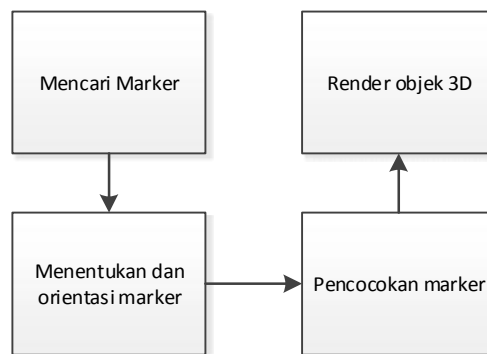 Mencari Marker
Menentukan dan
orientasi marker
Pencocokan marker
Render objek 3D